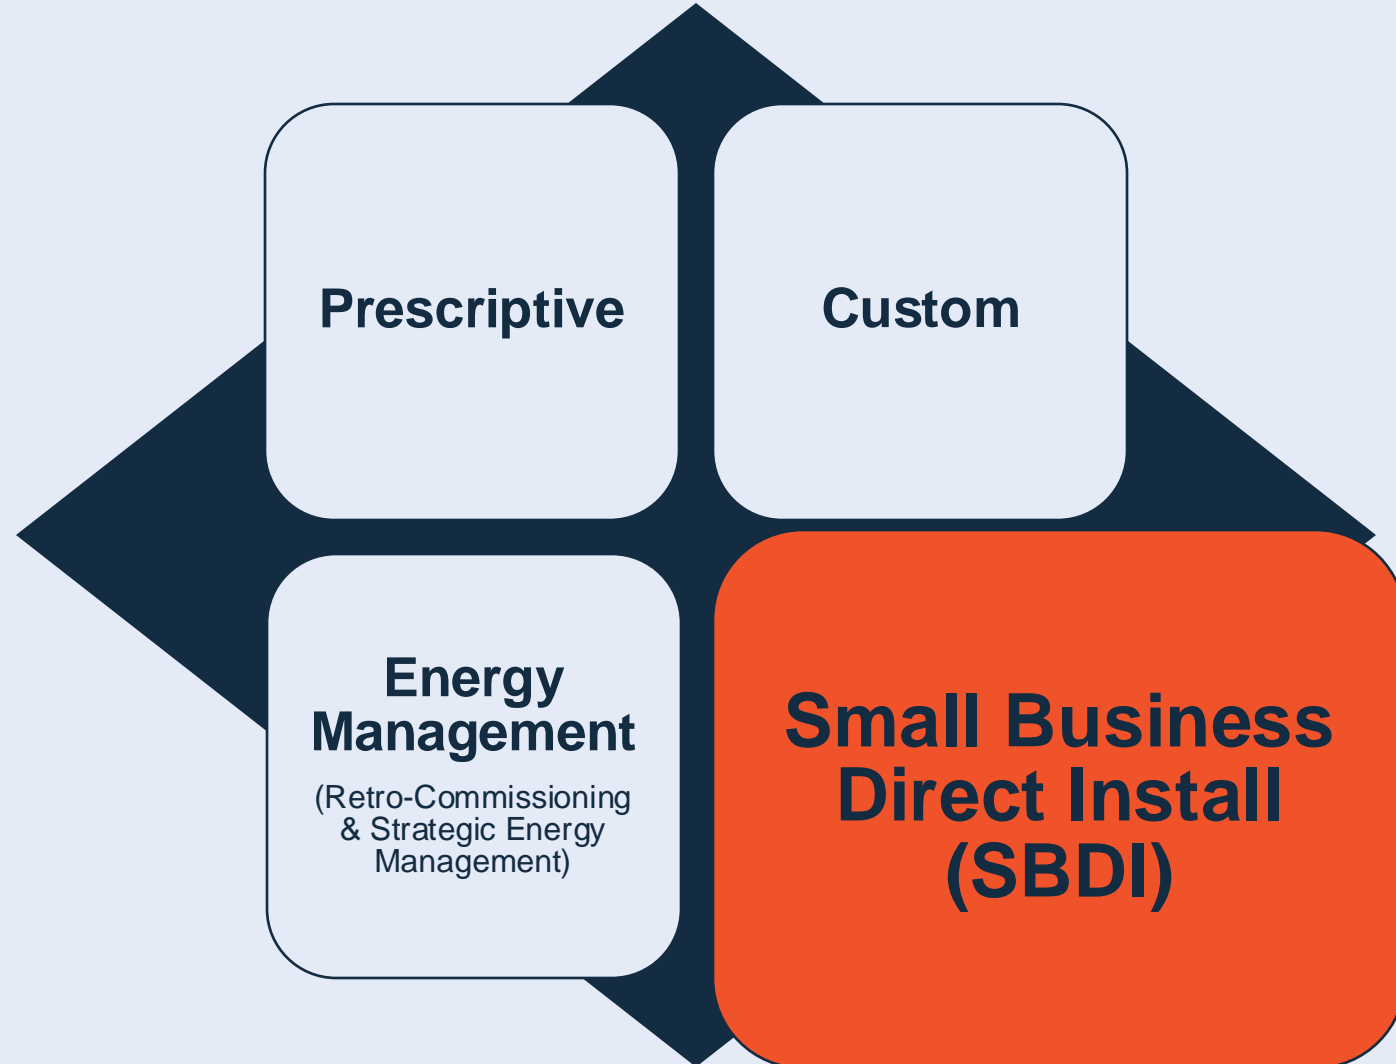 Prescriptive
Custom
Energy
Management
(Retro-Commissioning
& Strategic Energy
Management)
Small Business
Direct Install
(SBDI)